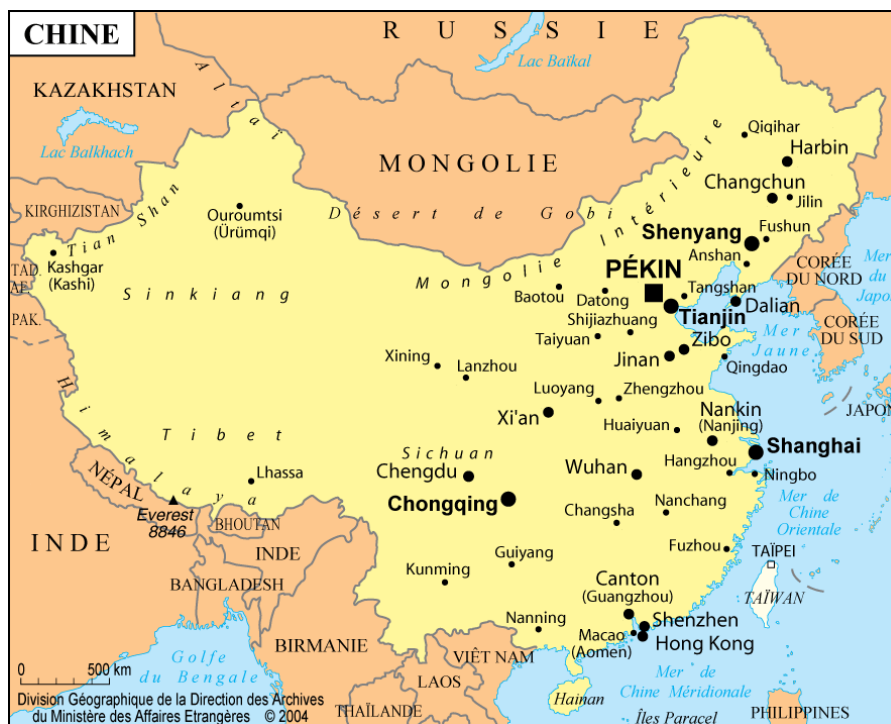 CHINE
RUSSIE
Lac Baïkal
KAZAKHSTAN
Altaï
Lac Balkhach
MONGOLIE
Qiqihar
Harbin
Changchun
Jilin
KIRGHIZISTAN
Tian Shan
Ouroumtsi
(Ürümqi)
Désert de Gobi
Mongolie Intérieure
Shenyang
Fushun
Anshan
CORÉE
DU NORD
Mer
du
Japon
TAD.
AF.
PAK.
Kashgar
(Kashi)
Sinkiang
PÉKIN
Baotou
Datong
Tangshan
Tianjin
Dalian
Shijiazhuang
Taiyuan
Zibo
Jinan
Mer
Jaune
CORÉE
DU SUD
Qingdao
Xining
Lanzhou
Luoyang
Zhengzhou
JAPON
Xi'an
Huaiyuan
Nankin
(Nanjing)
Shanghai
Himalaya
Tibet
Sichuan
Chengdu
Wuhan
Hangzhou
Ningbo
NÉPAL
Lhassa
Chongqing
Everest
8846
BHOUTAN
Changsha
Nanchang
Mer de
Chine
Orientale
INDE
INDE
Fuzhou
TAÏPEI
TAÏWAN
Guiyang
Kunming
BANGLADESH
Canton
(Guangzhou)
Shenzhen
Nanning
Macao
(Aomen)
Hong Kong
BIRMANIE
VIÊT NAM
LAOS
Golfe
du Bengale
Hainan
Mer de
Chine Méridionale
Îles Paracel
THAÏLANDE
PHILIPPINES
0 500 km
Division Géographique de la Direction des Archives
du Ministère des Affaires Etrangères © 2004